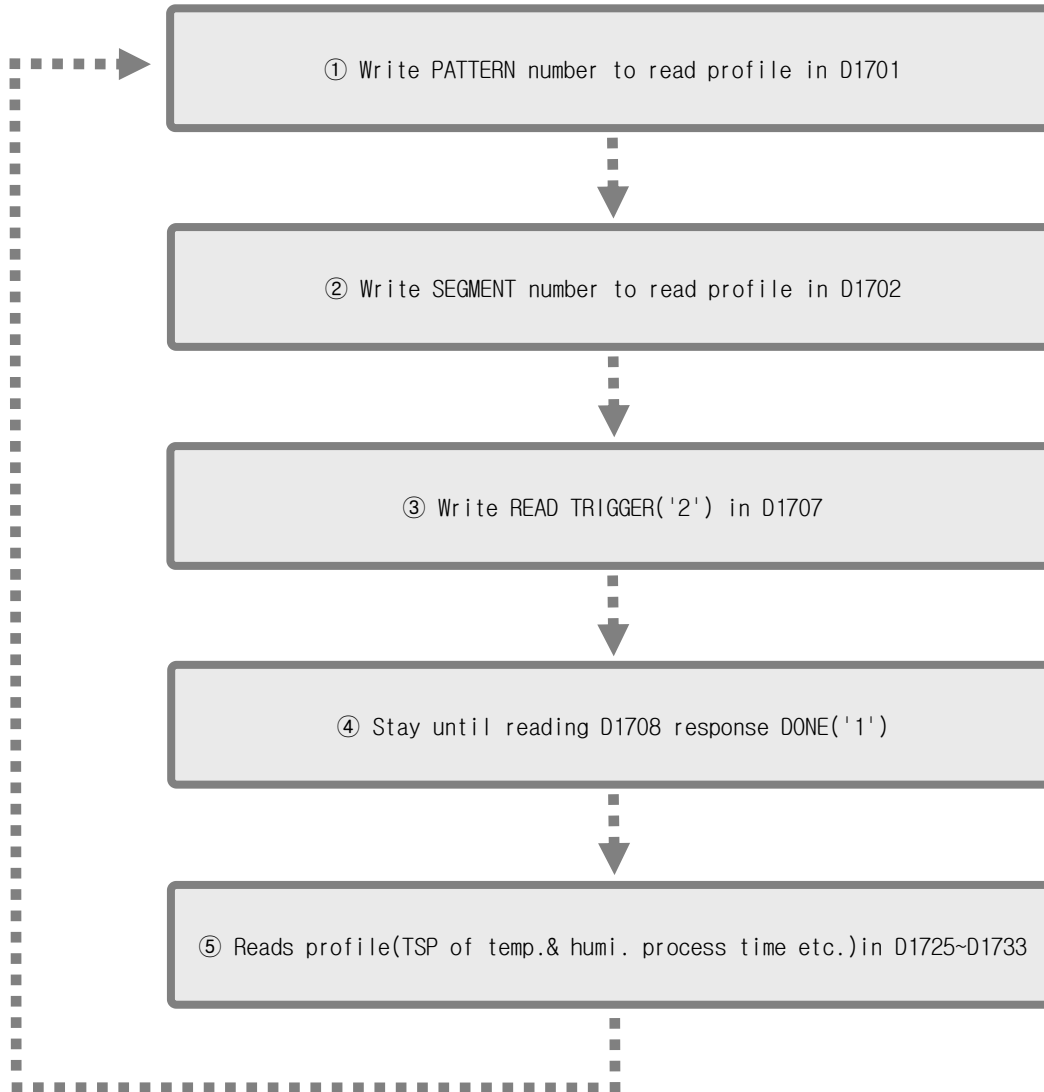 ① Write PATTERN number to read profile in D1701
② Write SEGMENT number to read profile in D1702
③ Write READ TRIGGER('2') in D1707
④ Stay until reading D1708 response DONE('1')
⑤ Reads profile(TSP of temp.& humi. process time etc.)in D1725~D1733